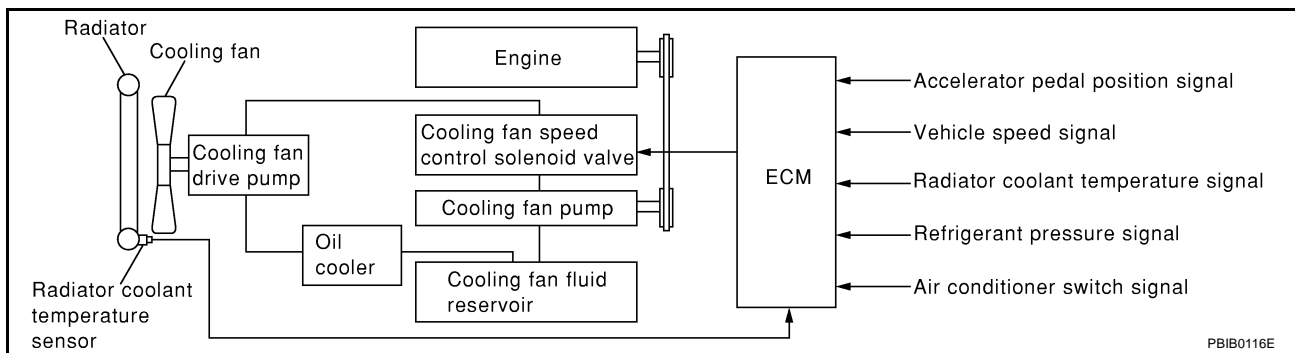 Radiator
Cooling fan
Engine
Cooling fan
drive pump
Cooling fan speed
control solenoid valve
Cooling fan pump
Oil
cooler
Cooling fan fluid
reservoir
Radiator coolant
temperature
sensor
ECM
Accelerator pedal position signal
Vehicle speed signal
Radiator coolant temperature signal
Refrigerant pressure signal
Air conditioner switch signal
PBIB0116E